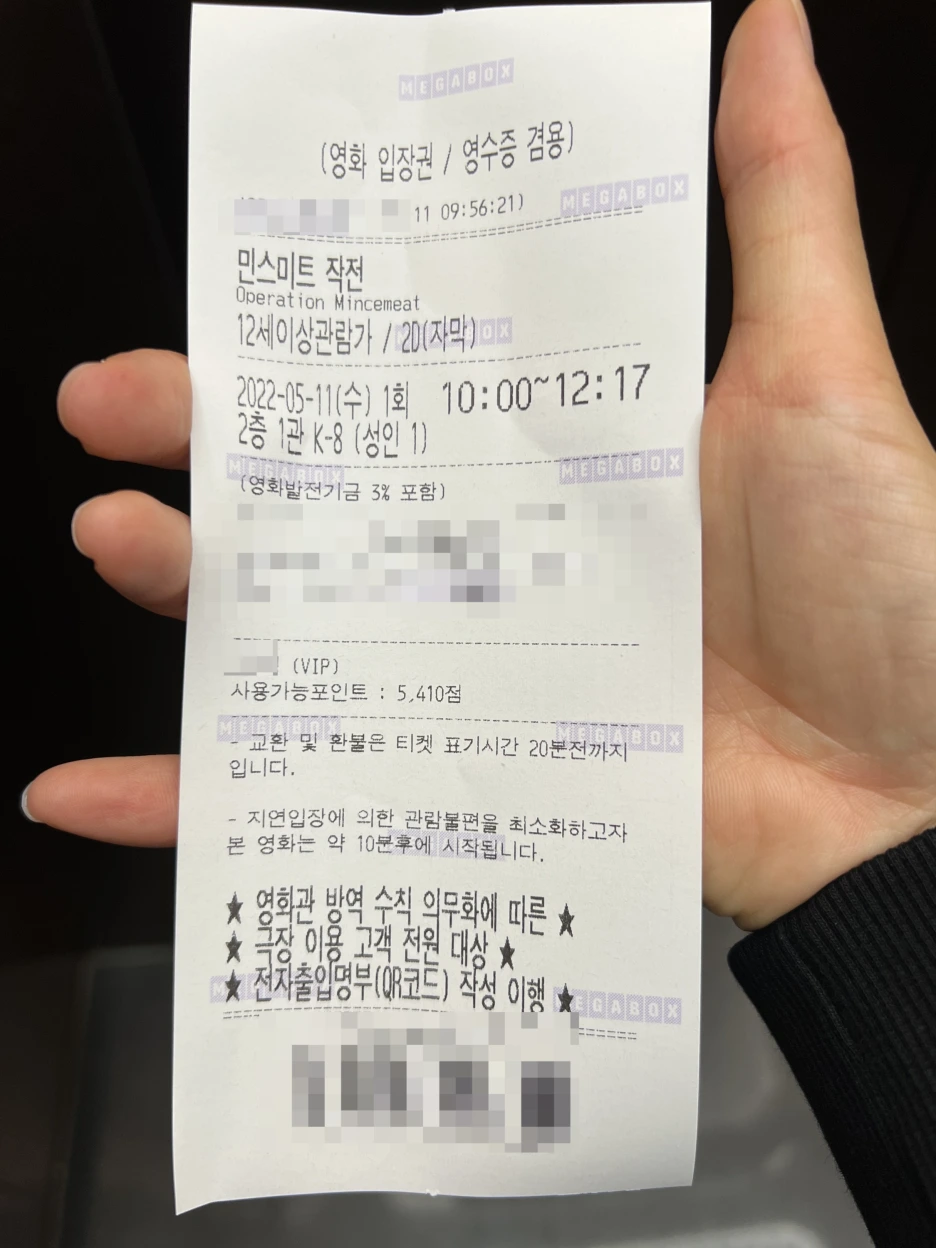 MEGABOX
(영화 입장권 / 영수증 겸용)
11 09:56:21)
MEGABOX
민스미트 작전
Operation Mincemeat
12세이상관람가 / 2D(자막)
2022-05-11(수) 1회 10:00~12:17
2층 1관 K-8 (성인 1)
MEGABOX MEGABOX
(영화발전기금 3% 포함)
(VIP)
사용가능포인트 : 5,410점
MEGABOX MEGABOX
- 교환 및 환불은 티켓 표기시간 20분전까지
입니다.
- 지연입장에 의한 관람불편을 최소화하고자
본 영화는 약 10분후에 시작됩니다.
★ 영화관 방역 수칙 의무화에 따른 ★
★ 극장 이용 고객 전원 대상 ★
★ 전자출입명부(QR코드) 작성 이행 ★
MEGABOX